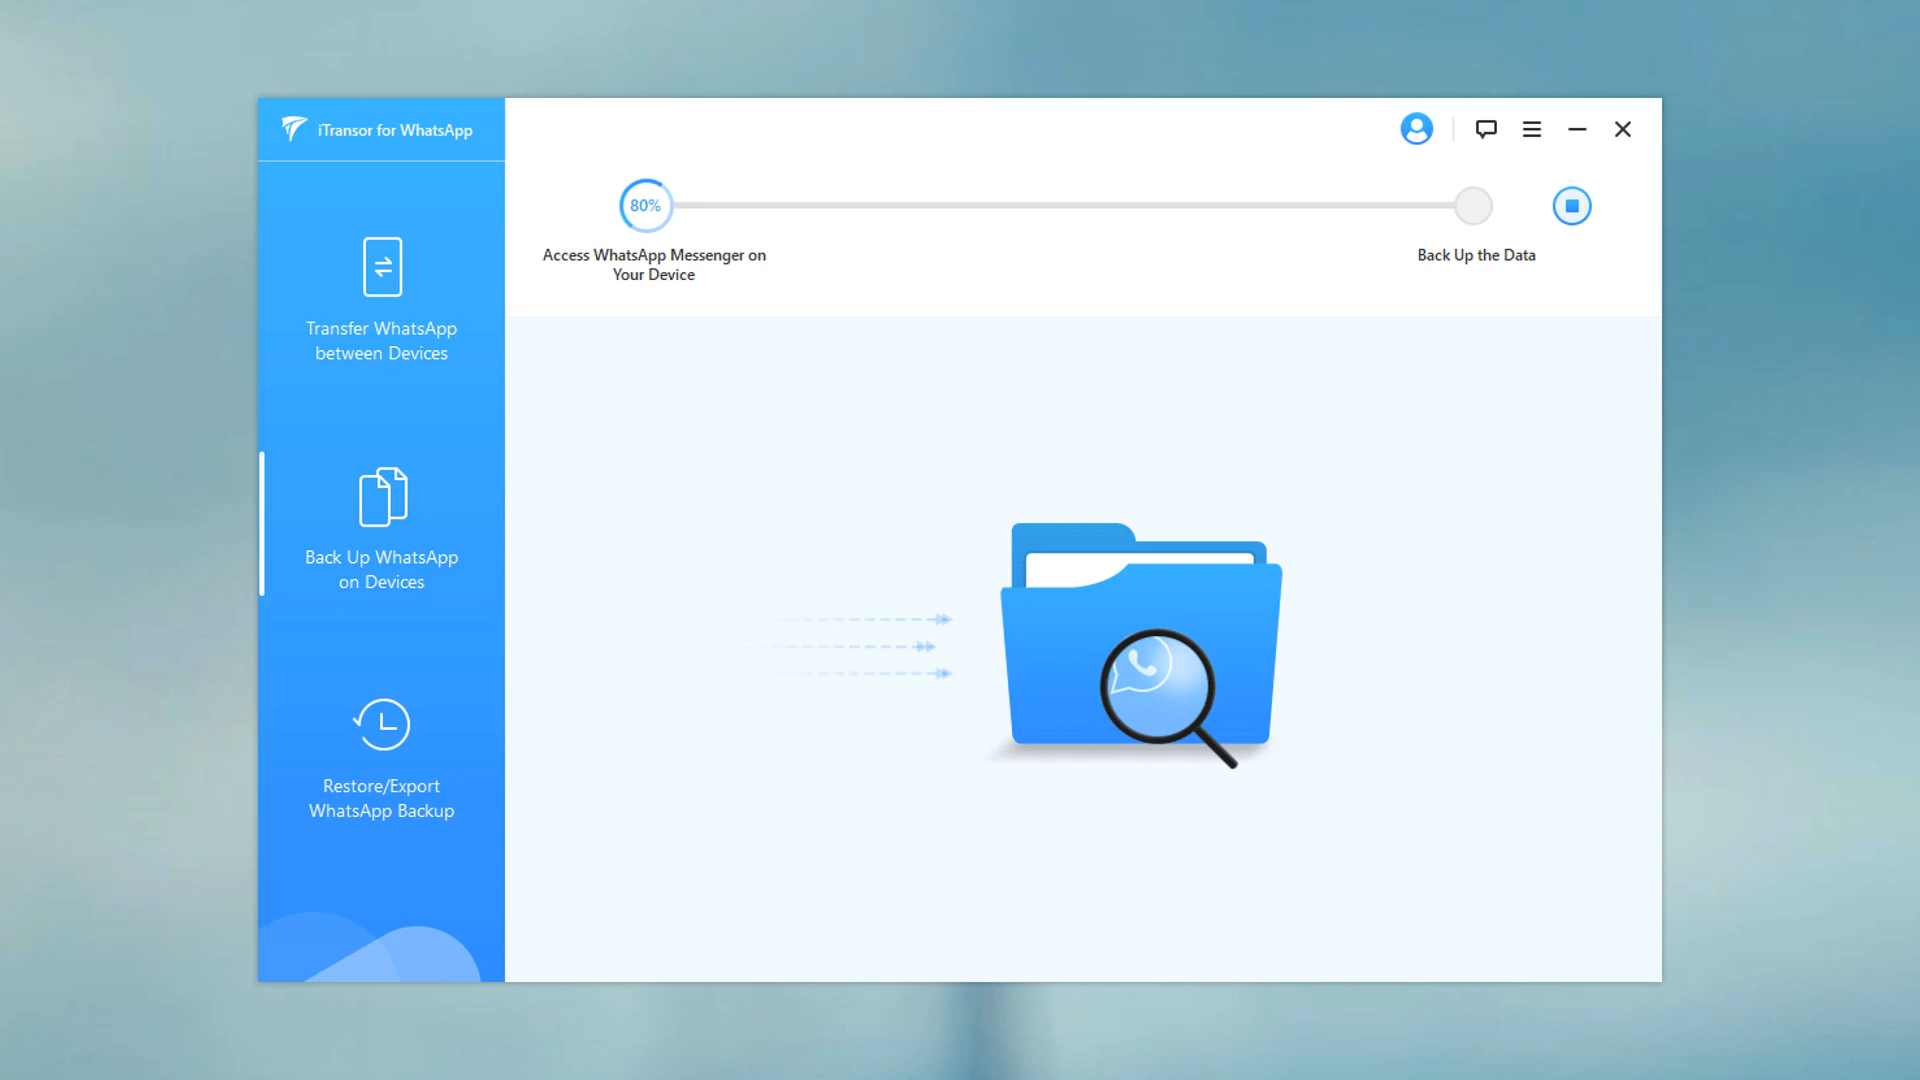 iTransor for WhatsApp
80%
Access WhatsApp Messenger on
Your Device
Back Up the Data
Transfer WhatsApp
between Devices
Back Up WhatsApp
on Devices
Restore/Export
WhatsApp Backup